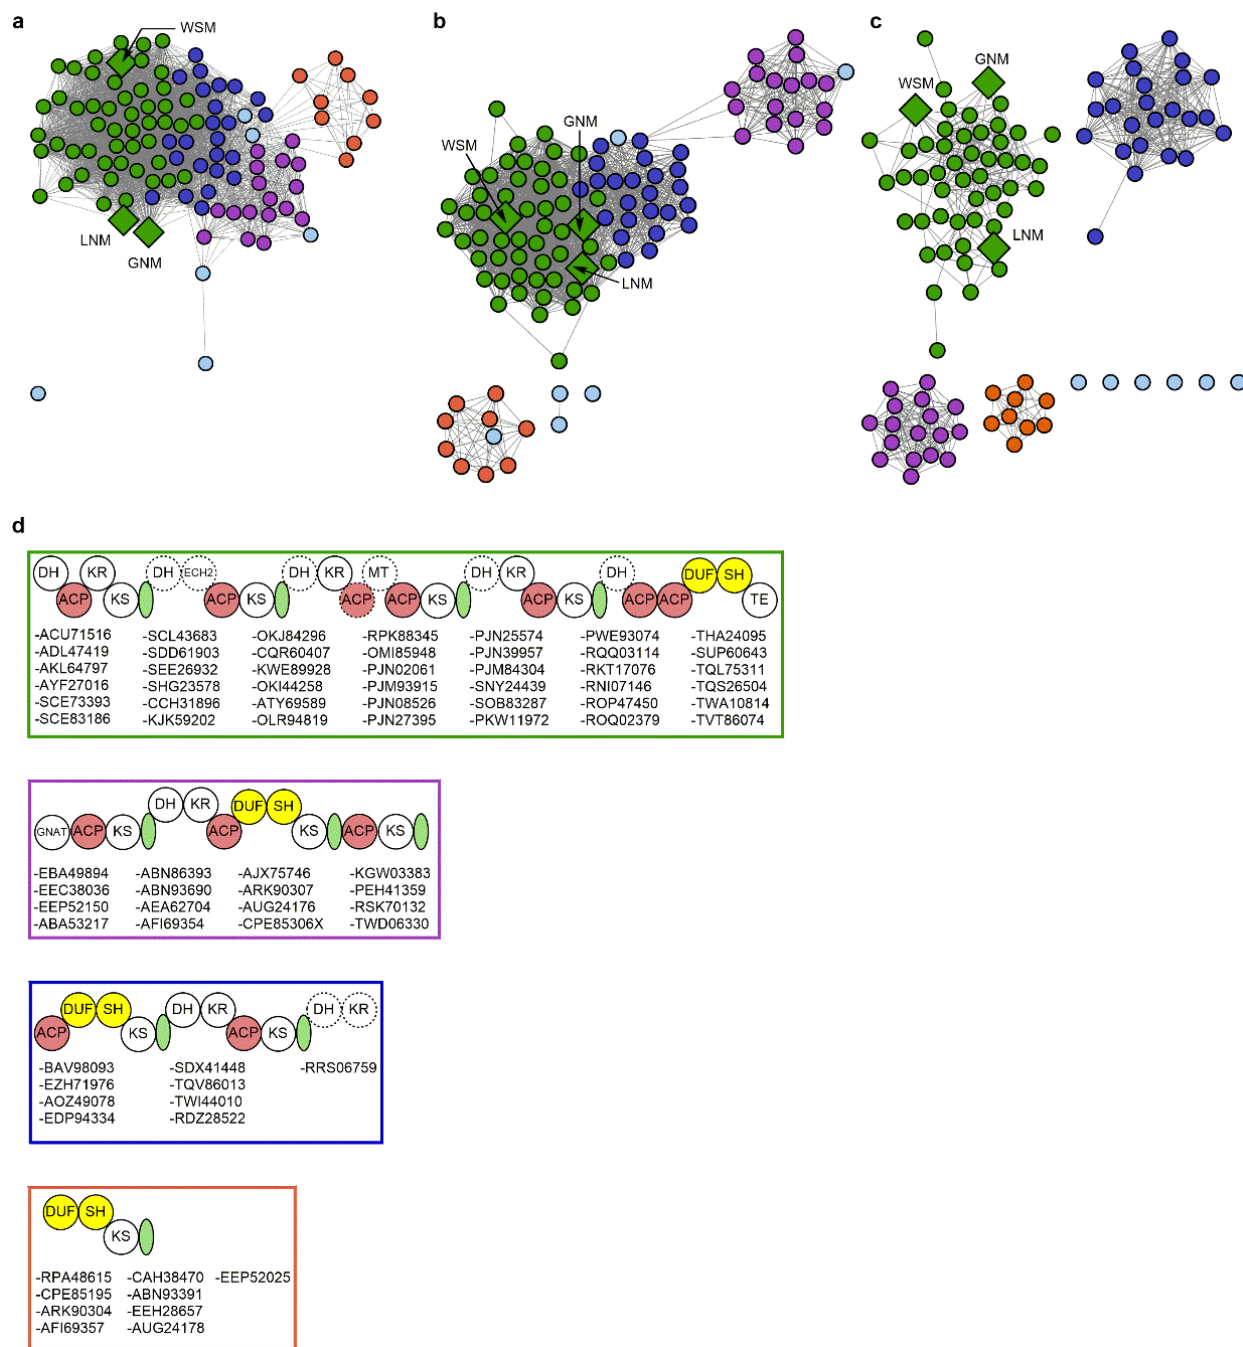 a
b
c
WSM
LNM
GNM
WSM
GNM
LNM
WSM
GNM
LNM
d
DH KR DH ECH2 DH KR MT DH KR DH DUF SH
ACP KS ACP KS ACP ACP KS ACP KS ACP ACP TE
-ACU71516 -SCL43683 -OKJ84296 -RPK88345 -PJN25574 -PWE93074 -THA24095
-ADL47419 -SDD61903 -CQR60407 -OMI85948 -PJN39957 -RQQ03114 -SUP60643
-AKL64797 -SEE26932 -KWE89928 -PJN02061 -PJM84304 -RKT17076 -TQL75311
-AYF27016 -SHG23578 -OKI44258 -PJM93915 -SNY24439 -RNI07146 -TQS26504
-SCE73393 -CCH31896 -ATY69589 -PJN08526 -SOB83287 -ROP47450 -TWA10814
-SCE83186 -KJK59202 -OLR94819 -PJN27395 -PKW11972 -ROQ02379 -TVT86074
DH KR DUF SH
GNAT ACP KS ACP KS ACP KS
-EBA49894 -ABN86393 -AJX75746 -KGW03383
-EEC38036 -ABN93690 -ARK90307 -PEH41359
-EEP52150 -AEA62704 -AUG24176 -RSK70132
-ABA53217 -AFI69354 -CPE85306X -TWD06330
DUF SH DH KR DH KR
ACP KS ACP KS
-BAV98093 -SDX41448 -RRS06759
-EZH71976 -TQV86013
-AOZ49078 -TWI44010
-EDP94334 -RDZ28522
DUF SH
KS
-RPA48615 -CAH38470 -EEP52025
-CPE85195 -ABN93391
-ARK90304 -EEH28657
-AFI69357 -AUG24178